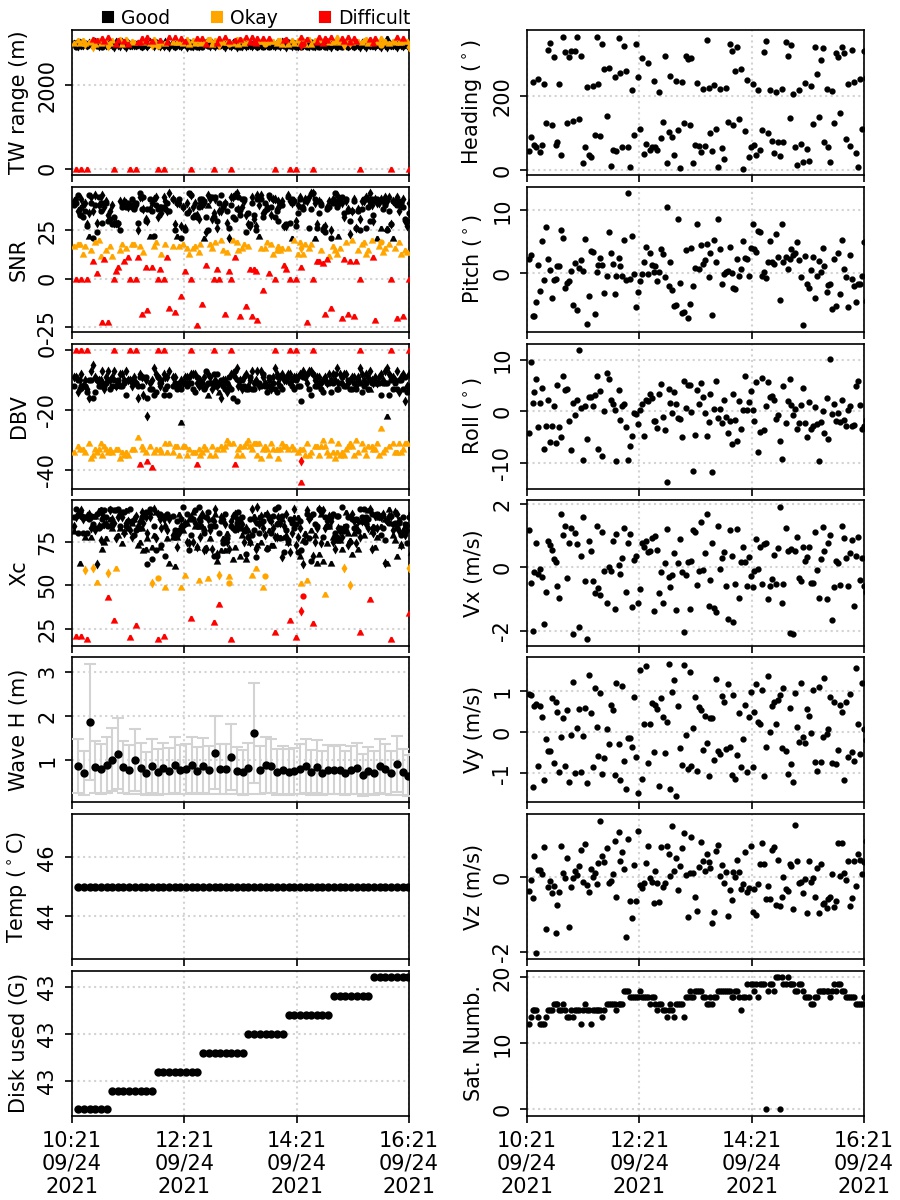 Good Okay Difficult
TW range (m)
2000
0
Heading (°)
200
0
SNR
25
0
-25
Pitch (°)
10
0
DBV
0
-20
-40
Roll (°)
10
0
-10
Xc
75
50
25
Vx (m/s)
2
0
-2
Wave H (m)
3
2
1
Vy (m/s)
1
0
-1
Temp (°C)
46
44
Vz (m/s)
0
-2
Disk used (G)
43
43
43
Sat. Numb.
20
10
0
10:21 12:21 14:21 16:21 10:21 12:21 14:21 16:21
09/24 09/24 09/24 09/24 09/24 09/24 09/24 09/24
2021 2021 2021 2021 2021 2021 2021 2021